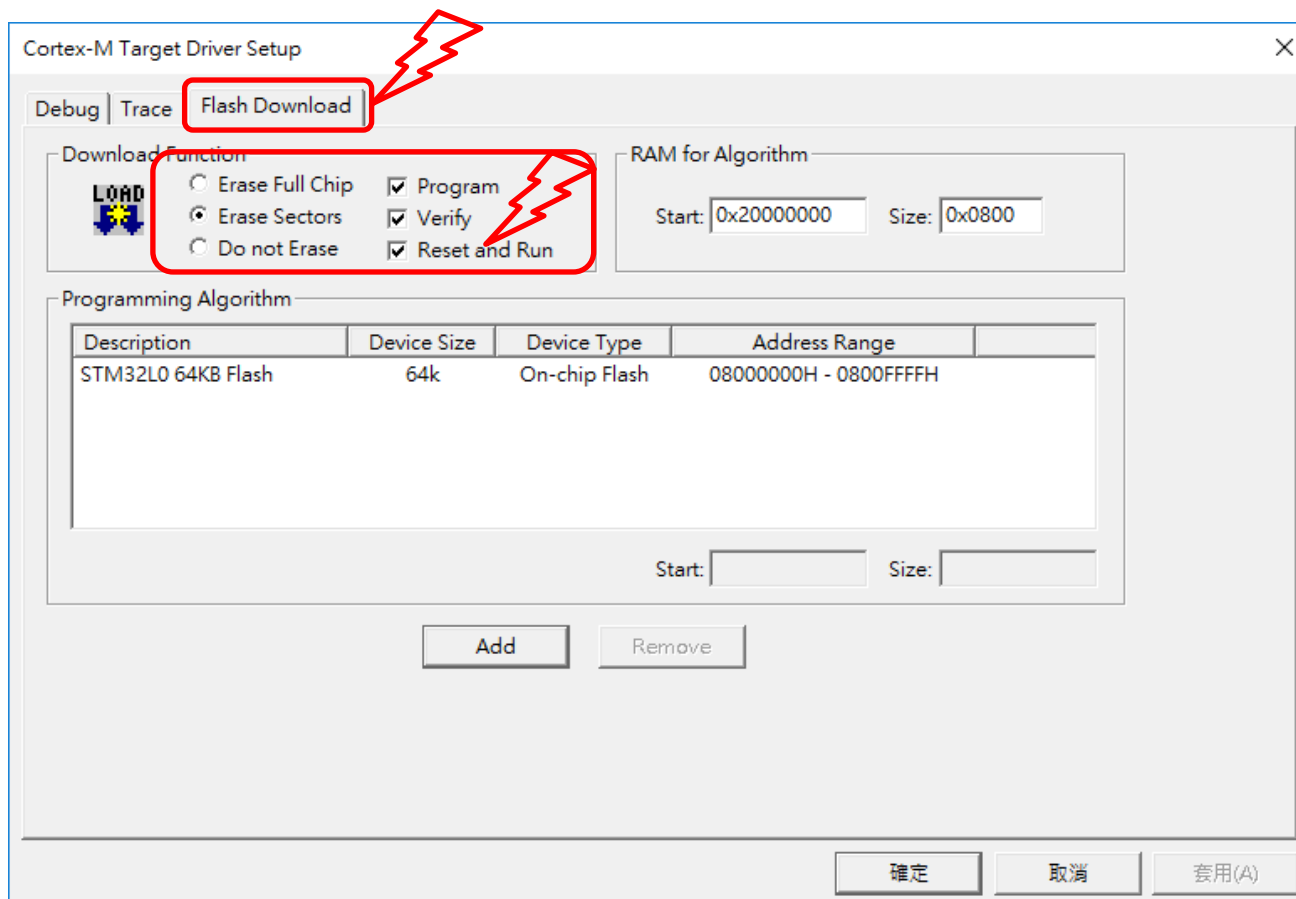 Cortex-M Target Driver Setup
Debug Trace Flash Download
Download Function
LOAD
Erase Full Chip Program
Erase Sectors Verify
Do not Erase Reset and Run
RAM for Algorithm
Start: 0x20000000 Size: 0x0800
Programming Algorithm
Description Device Size Device Type Address Range
STM32L0 64KB Flash 64k On-chip Flash 08000000H - 0800FFFFH
Start: Size:
Add Remove
確定 取消 套用(A)